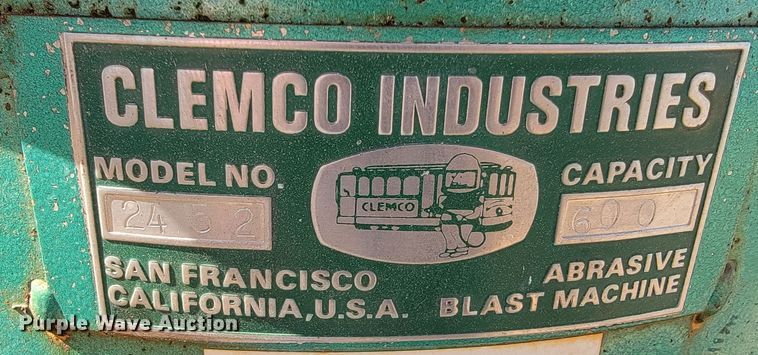 CLEMCO INDUSTRIES
MODEL NO.
CAPACITY
CLEMCO
2452
600
SAN FRANCISCO
CALIFORNIA, U.S.A.
ABRASIVE
BLAST MACHINE
Purple Wave Auction